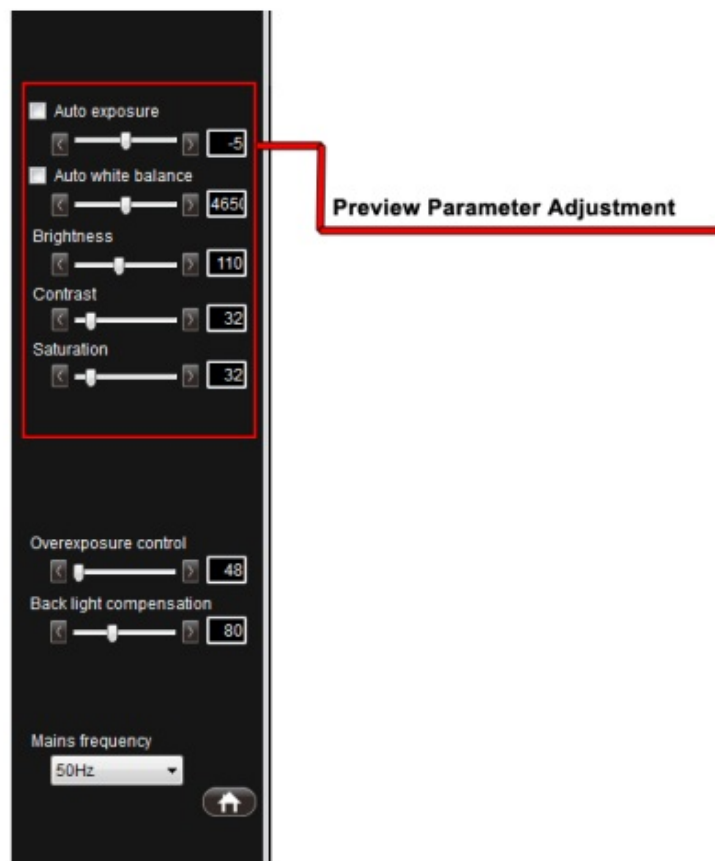 Auto exposure
-5
Auto white balance
4650
Preview Parameter Adjustment
Brightness
110
Contrast
32
Saturation
32
Overexposure control
48
Back light compensation
80
Mains frequency
50Hz